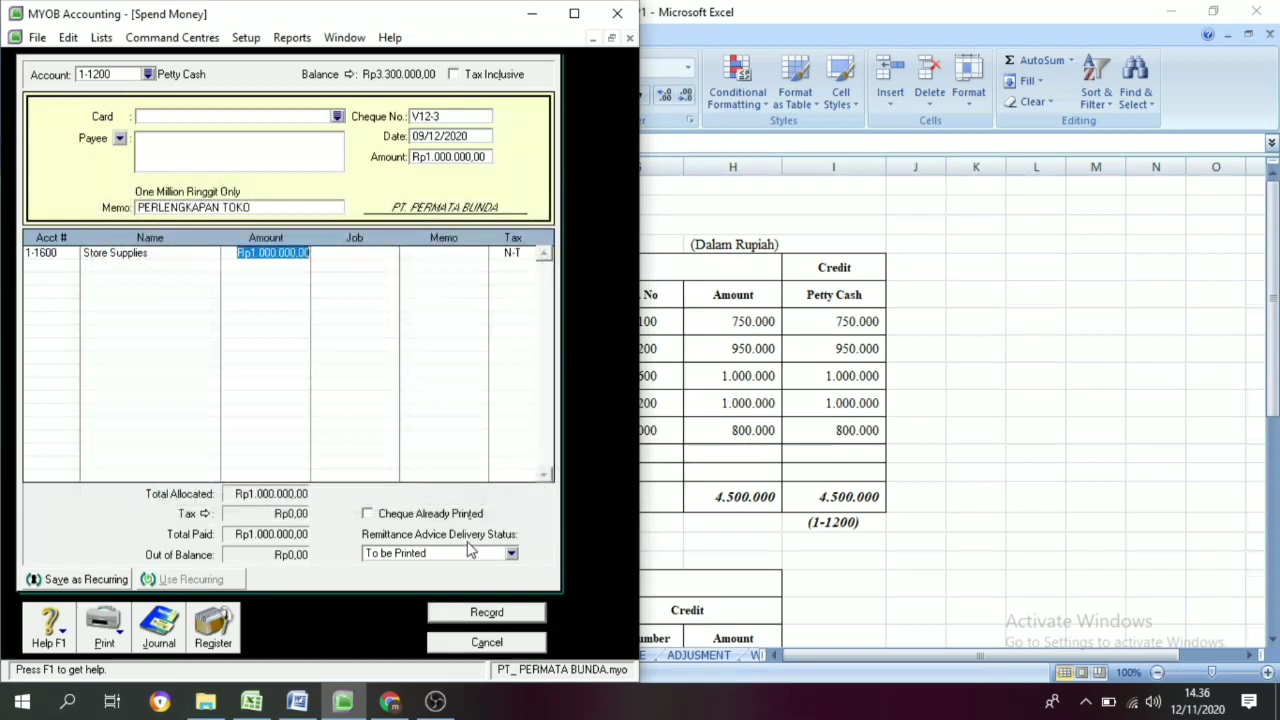 MYOB Accounting - [Spend Money]
File Edit Lists Command Centres Setup Reports Window Help
Account: 1-1200 Petty Cash Balance Rp3.300.000,00 Tax Inclusive
Card : Cheque No.: V12-3
Payee : Date: 09/12/2020
Amount: Rp1.000.000,00
One Million Ringgit Only
Memo: PERLENGKAPAN TOKO PT. PERMATA BUNDA
Acct # Name Amount Job Memo Tax
1-1600 Store Supplies Rp1.000.000,00 N-T
Total Allocated: Rp1.000.000,00
Tax : Rp0,00 Cheque Already Printed
Total Paid: Rp1.000.000,00 Remittance Advice Delivery Status:
Out of Balance: Rp0,00 To be Printed
Save as Recurring Use Recurring
Help F1 Print Journal Register
Record
Cancel
Press F1 to get help. PT_ PERMATA BUNDA.myo
1 - Microsoft Excel
Conditional Formatting Format as Table Cell Styles Insert Delete Format
AutoSum Fill Clear Sort & Filter Find & Select
Styles Cells Editing
H I J K L M N O
(Dalam Rupiah)
Credit
No Amount Petty Cash
100 750.000 750.000
200 950.000 950.000
600 1.000.000 1.000.000
200 1.000.000 1.000.000
000 800.000 800.000
4.500.000 4.500.000
(1-1200)
Credit
umber Amount
E ADJUSMENT W
Activate Windows
Go to Settings to activate Windows.
100%
14.36
12/11/2020